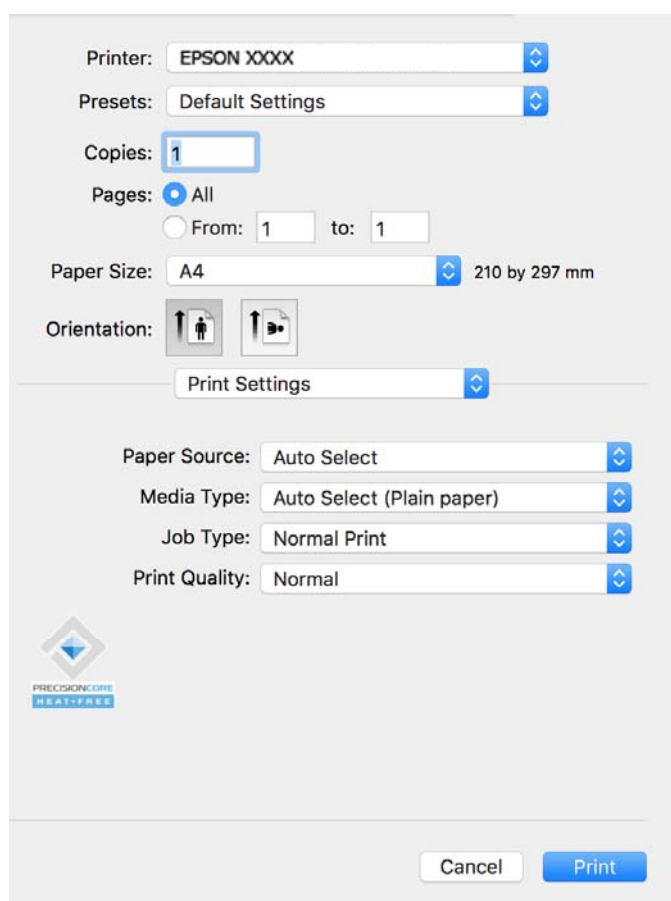 Printer: EPSON XXXX
Presets: Default Settings
Copies: 1
Pages: All
From: 1 to: 1
Paper Size: A4 210 by 297 mm
Orientation:
Print Settings
Paper Source: Auto Select
Media Type: Auto Select (Plain paper)
Job Type: Normal Print
Print Quality: Normal
PRECISIONCORE
HEAT•FREE
Cancel Print